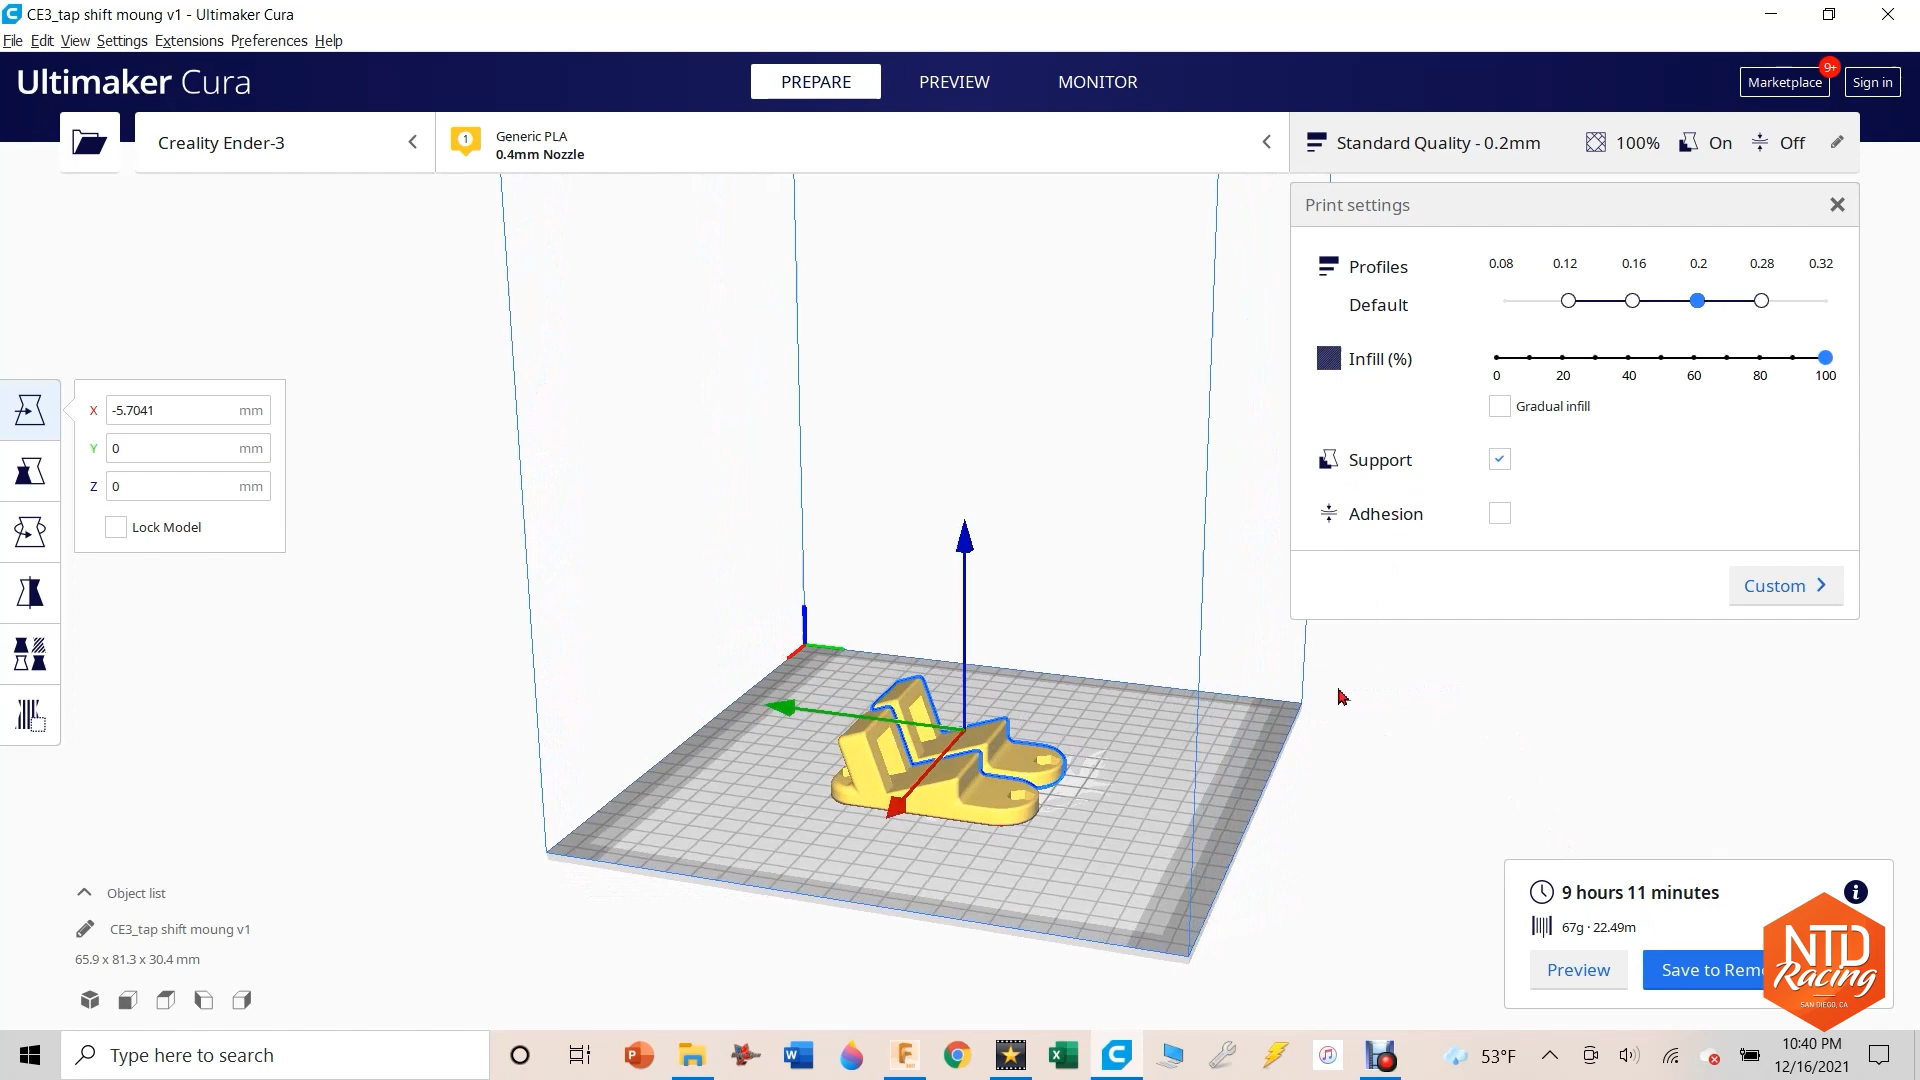 CE3_tap shift moung v1 - Ultimaker Cura
File Edit View Settings Extensions Preferences Help
Ultimaker Cura
PREPARE
PREVIEW
MONITOR
Marketplace
9+
Sign in
Creality Ender-3
1
Generic PLA
0.4mm Nozzle
Standard Quality - 0.2mm
100%
On
Off
Print settings
Profiles
0.08 0.12 0.16 0.2 0.28 0.32
Default
Infill (%)
0 20 40 60 80 100
Gradual infill
Support
Adhesion
Custom
X -5.7041 mm
Y 0 mm
Z 0 mm
Lock Model
Object list
CE3_tap shift moung v1
65.9 x 81.3 x 30.4 mm
9 hours 11 minutes
67g · 22.49m
Preview
Save to Rem
NTD
Racing
SAN DIEGO, CA
Type here to search
53°F
10:40 PM
12/16/2021